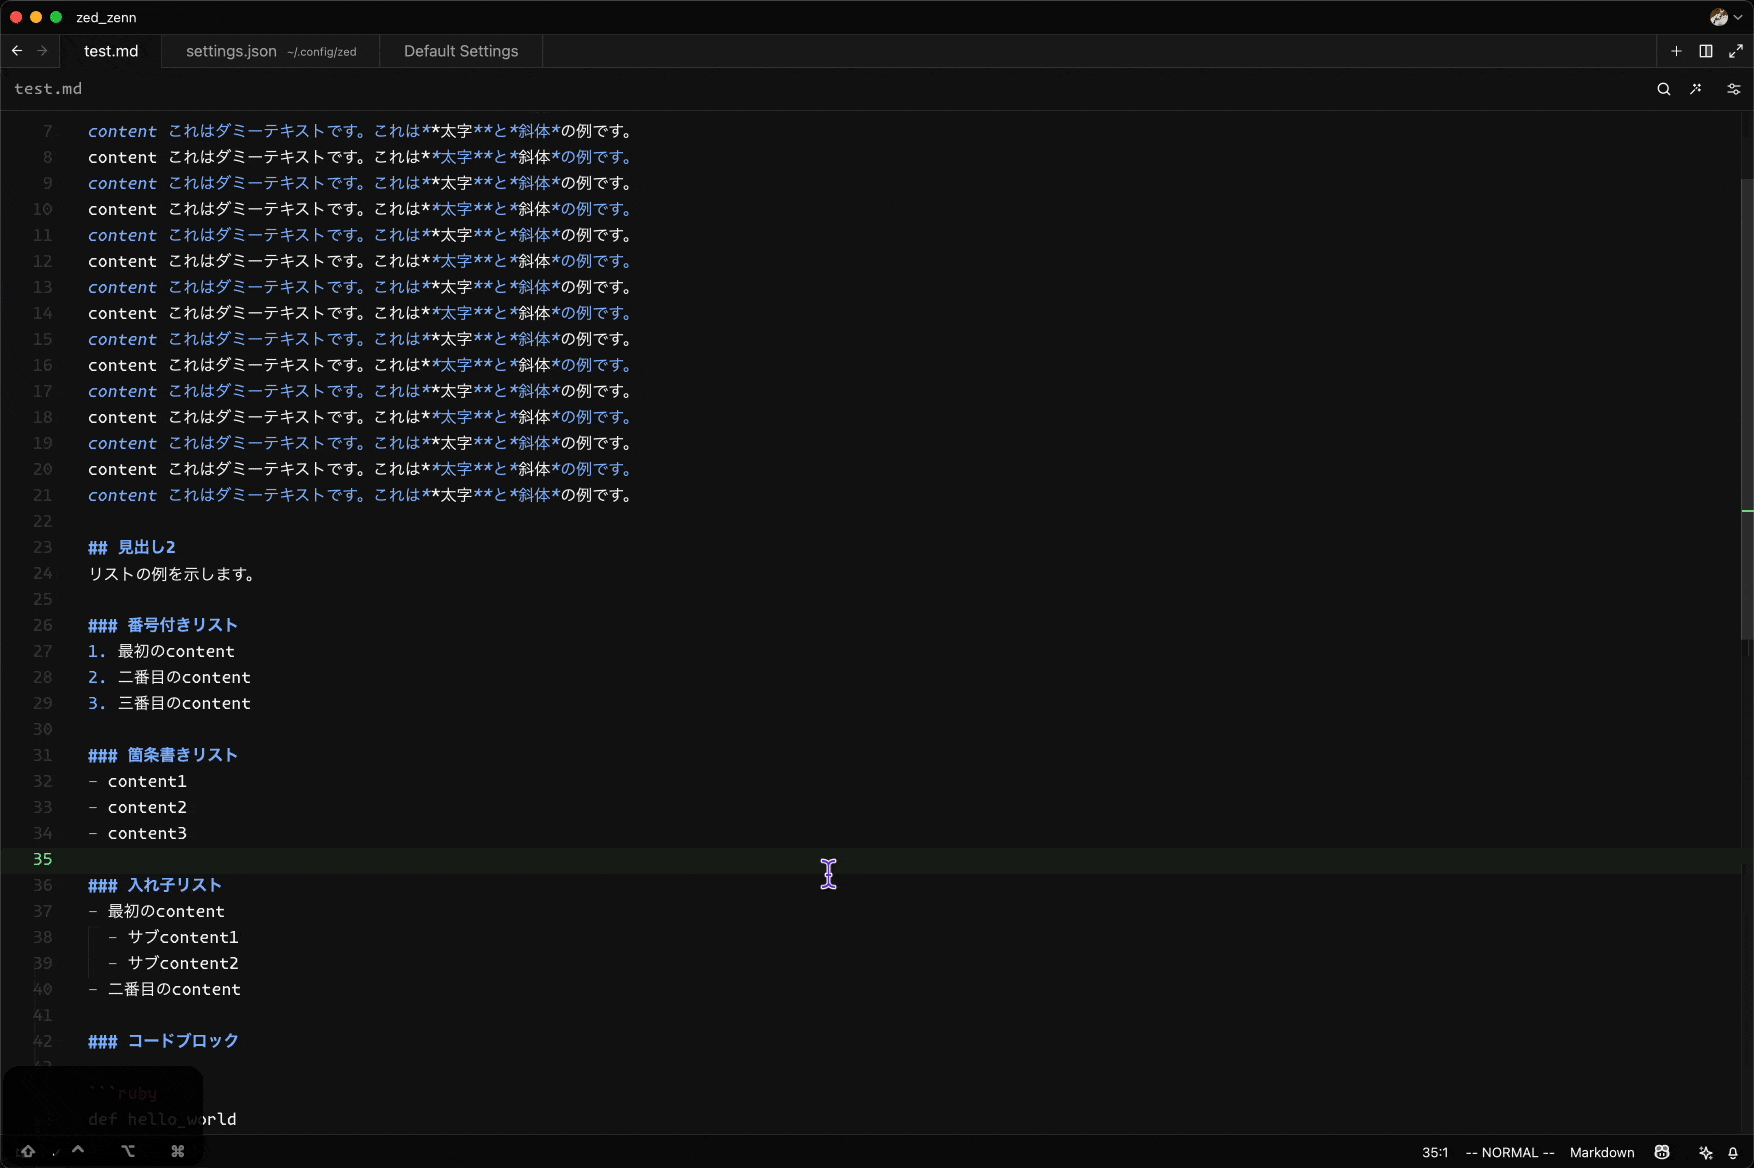 zed_zenn
test.md
settings.json ~/.config/zed
Default Settings
test.md
7 content これはダミーテキストです。これは**太字**と*斜体*の例です。
8 content これはダミーテキストです。これは**太字**と*斜体*の例です。
9 content これはダミーテキストです。これは**太字**と*斜体*の例です。
10 content これはダミーテキストです。これは**太字**と*斜体*の例です。
11 content これはダミーテキストです。これは**太字**と*斜体*の例です。
12 content これはダミーテキストです。これは**太字**と*斜体*の例です。
13 content これはダミーテキストです。これは**太字**と*斜体*の例です。
14 content これはダミーテキストです。これは**太字**と*斜体*の例です。
15 content これはダミーテキストです。これは**太字**と*斜体*の例です。
16 content これはダミーテキストです。これは**太字**と*斜体*の例です。
17 content これはダミーテキストです。これは**太字**と*斜体*の例です。
18 content これはダミーテキストです。これは**太字**と*斜体*の例です。
19 content これはダミーテキストです。これは**太字**と*斜体*の例です。
20 content これはダミーテキストです。これは**太字**と*斜体*の例です。
21 content これはダミーテキストです。これは**太字**と*斜体*の例です。
22
23 ## 見出し2
24 リストの例を示します。
25
26 ### 番号付きリスト
27 1. 最初のcontent
28 2. 二番目のcontent
29 3. 三番目のcontent
30
31 ### 箇条書きリスト
32 - content1
33 - content2
34 - content3
35
36 ### 入れ子リスト
37 - 最初のcontent
38 - サブcontent1
39 - サブcontent2
40 - 二番目のcontent
41
42 ### コードブロック
43
```ruby
def hello_world
35:1 -- NORMAL -- Markdown